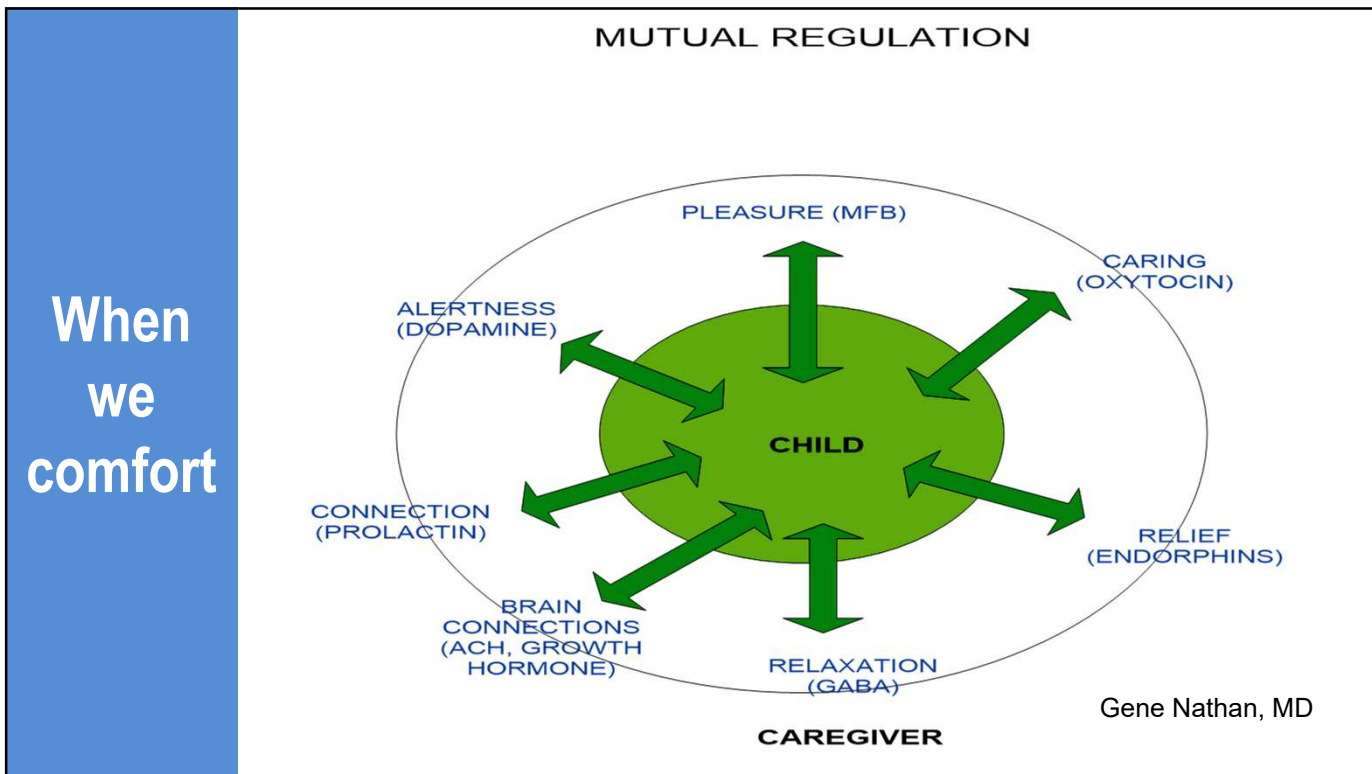 When
we
comfort
MUTUAL REGULATION
PLEASURE (MFB)
CARING
(OXYTOCIN)
ALERTNESS
(DOPAMINE)
CHILD
CONNECTION
(PROLACTIN)
RELIEF
(ENDORPHINS)
BRAIN
CONNECTIONS
(ACH, GROWTH
HORMONE)
RELAXATION
(GABA)
Gene Nathan, MD
CAREGIVER